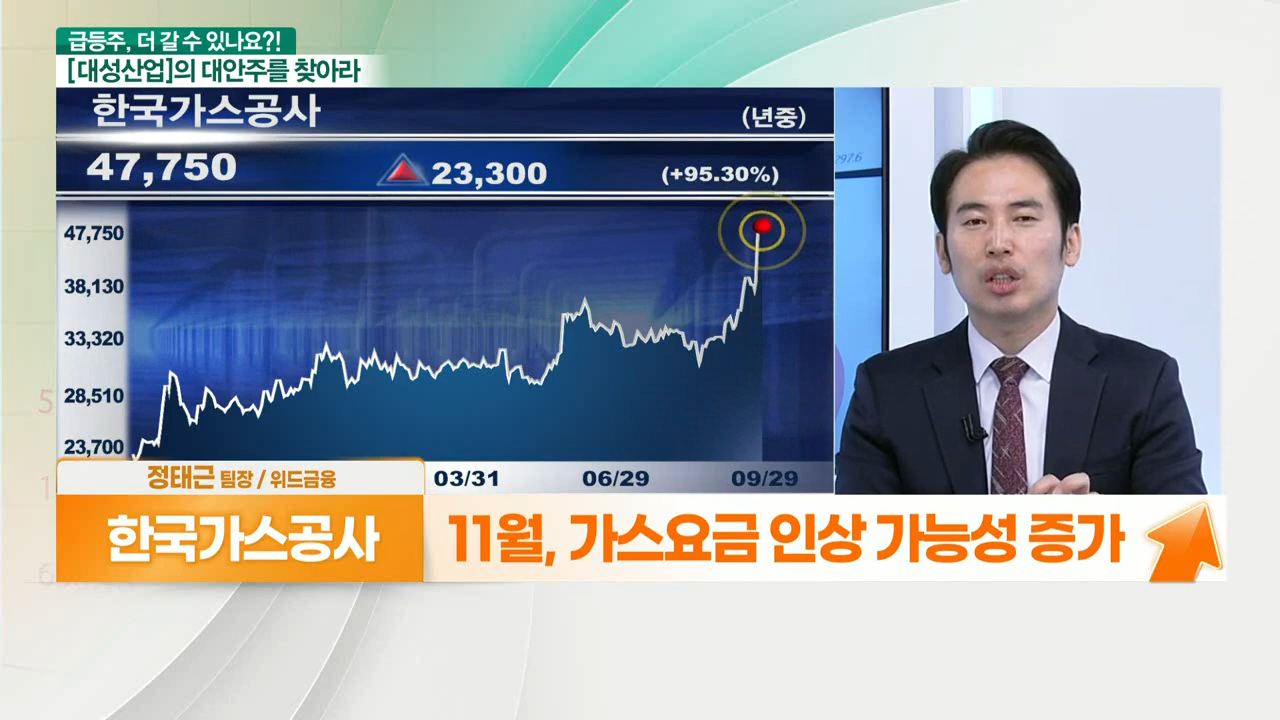 급등주, 더 갈 수 있나요?!
[대성산업]의 대안주를 찾아라
한국가스공사 (년중)
47,750 ▲ 23,300 (+95.30%)
297.6
47,750
38,130
33,320
28,510
23,700
03/31 06/29 09/29
정태근 팀장 / 위드금융
한국가스공사
11월, 가스요금 인상 가능성 증가